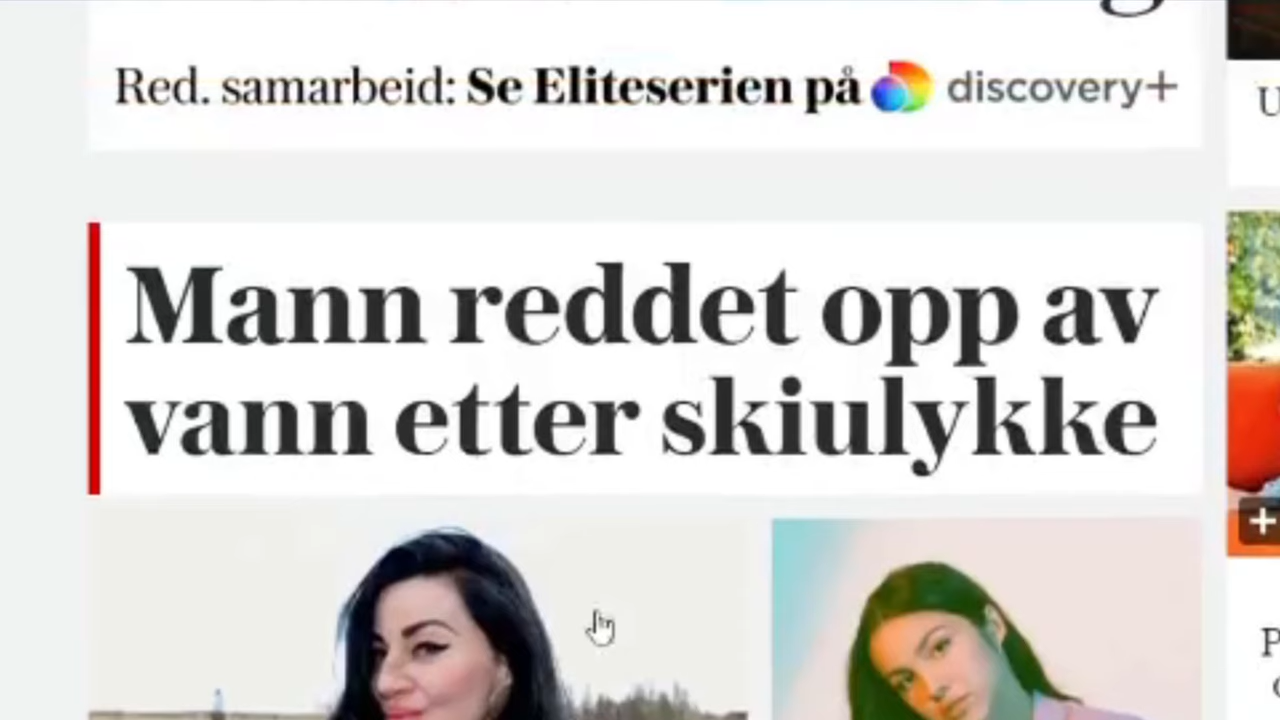 Red. samarbeid: Se Eliteserien på discovery+
Mann reddet opp av
vann etter skiulykke